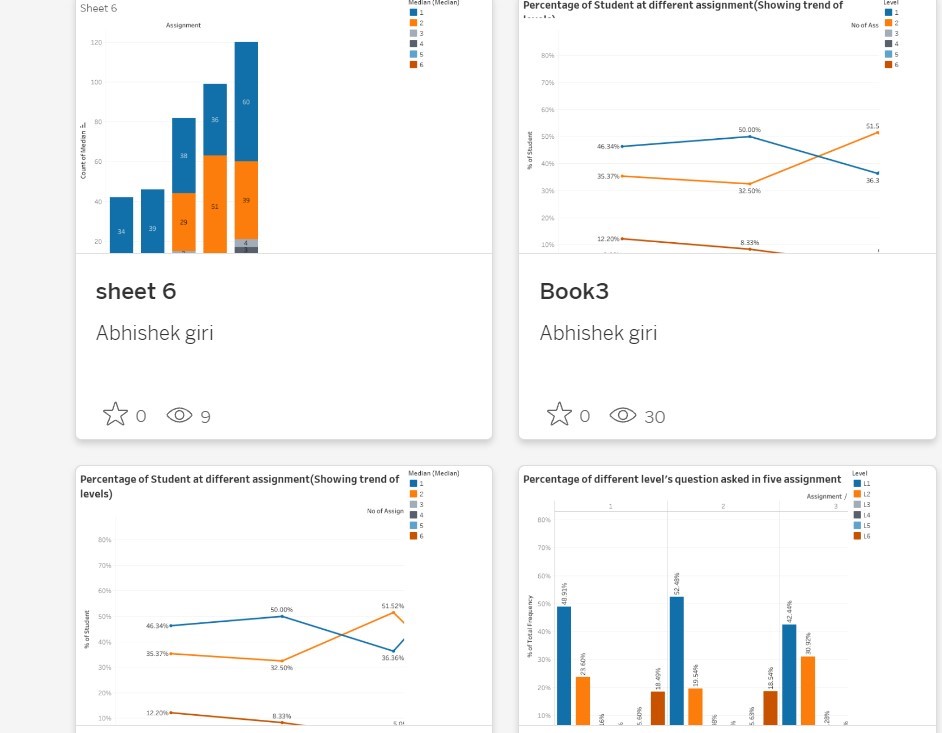 Sheet 6
Median (Median)
Assignment
1
2
3
4
5
6
120
100
80
60
40
20
Count of Median
34
39
38
29
36
51
60
39
4
3
sheet 6
Abhishek giri
0 9
Percentage of Student at different assignment(Showing trend of
levels)
Level
No of Ass
1
2
3
4
5
6
80%
70%
60%
50%
40%
30%
20%
10%
% of Student
46.34%
50.00%
51.5
35.37%
32.50%
36.3
12.20%
8.33%
Book3
Abhishek giri
0 30
Percentage of Student at different assignment(Showing trend of
levels)
Median (Median)
No of Assign
1
2
3
4
5
6
80%
70%
60%
50%
40%
30%
20%
10%
% of Student
46.34%
50.00%
51.52%
35.37%
32.50%
36.36%
12.20%
8.33%
Percentage of different level's question asked in five assignment
Level
Assignment /
L1
L2
L3
L4
L5
L6
1 2 3
80%
70%
60%
50%
40%
30%
20%
10%
% of Total Frequency
48.91%
23.60%
18.49%
52.48%
19.54%
18.54%
42.44%
30.92%